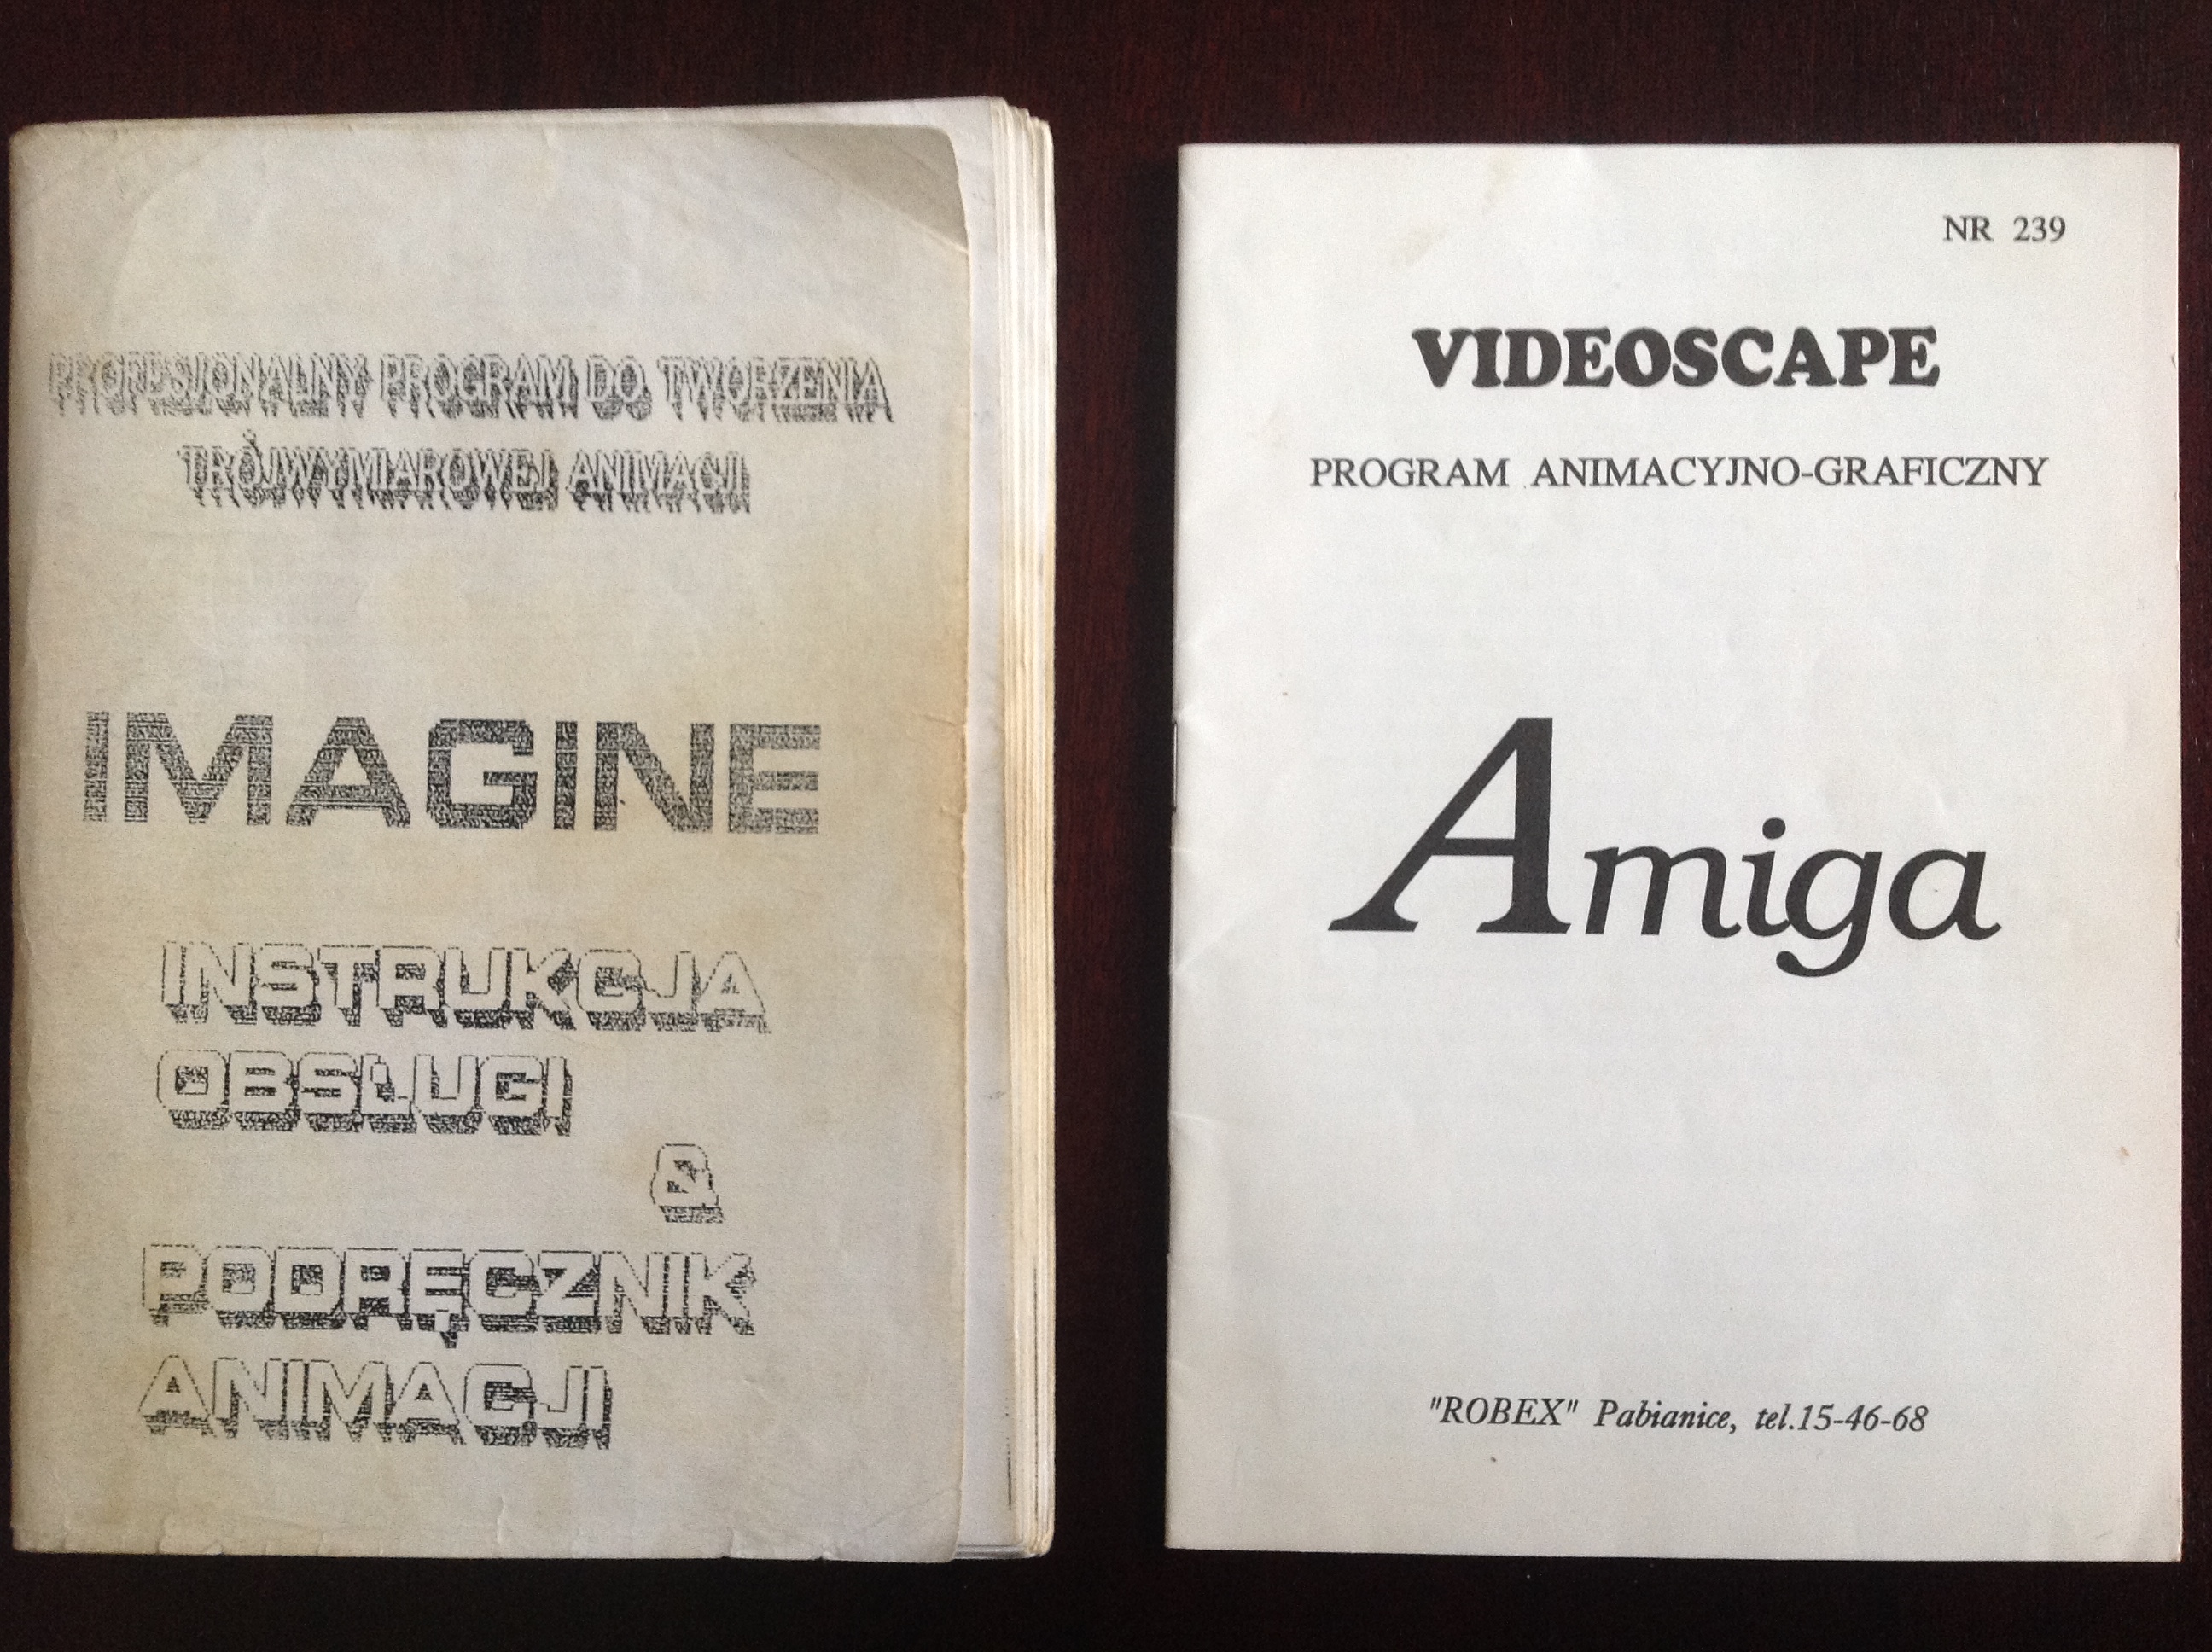 PROFESJONALNY PROGRAM DO TWORZENIA
TRÓJWYMIAROWEJ ANIMACJI
IMAGINE
INSTRUKCJA
OBSŁUGI
&
PODRĘCZNIK
ANIMACJI
NR 239
VIDEOSCAPE
PROGRAM ANIMACYJNO-GRAFICZNY
Amiga
"ROBEX" Pabianice, tel.15-46-68